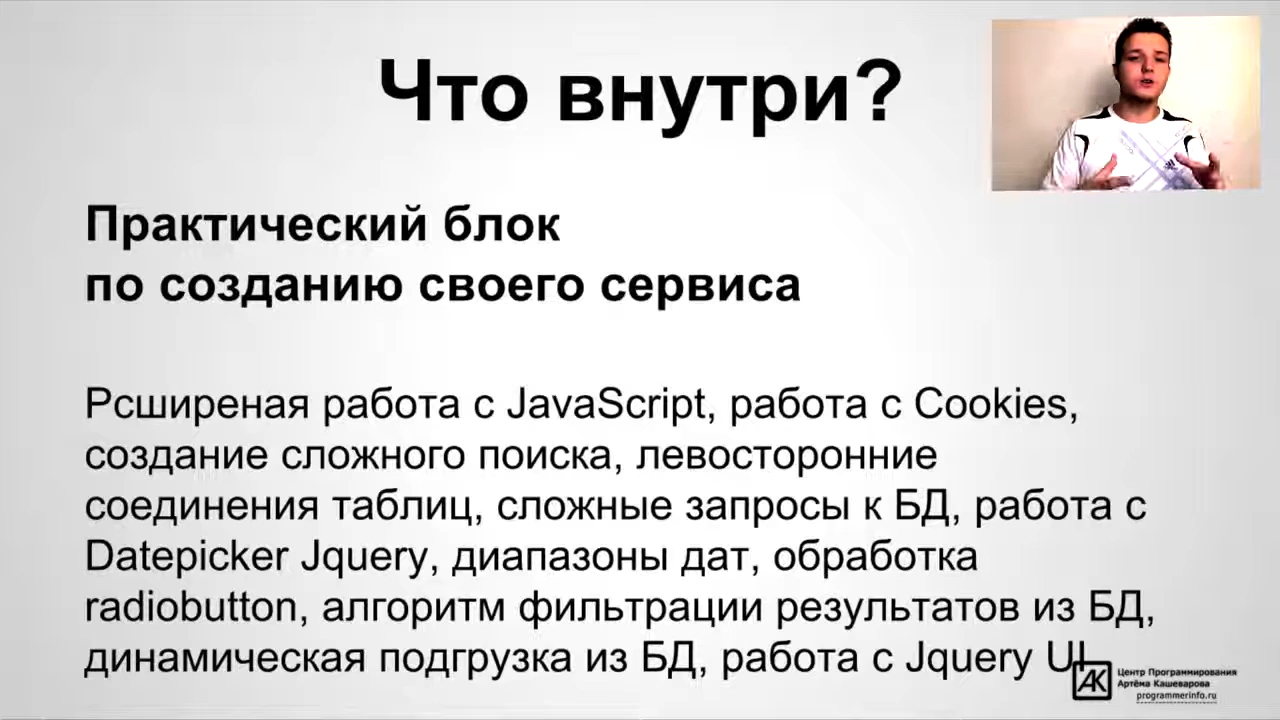 Что внутри?
Практический блок
по созданию своего сервиса
Рсширеная работа с JavaScript, работа с Cookies,
создание сложного поиска, левосторонние
соединения таблиц, сложные запросы к БД, работа с
Datepicker Jquery, диапазоны дат, обработка
radiobutton, алгоритм фильтрации результатов из БД,
динамическая подгрузка из БД, работа с Jquery UI
АК
Центр Программирования
Артёма Кашеварова
programmerinfo.ru